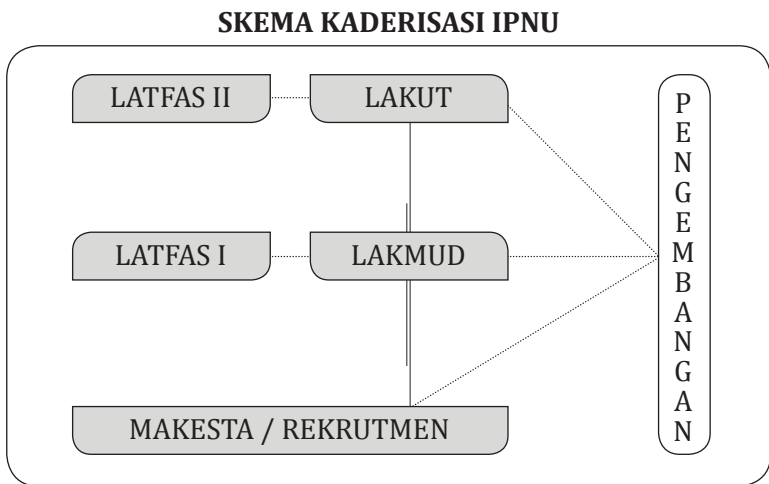 SKEMA KADERISASI IPNU
LATFAS II
LAKUT
LATFAS I
LAKMUD
MAKESTA / REKRUTMEN
P
E
N
G
E
M
B
A
N
G
A
N